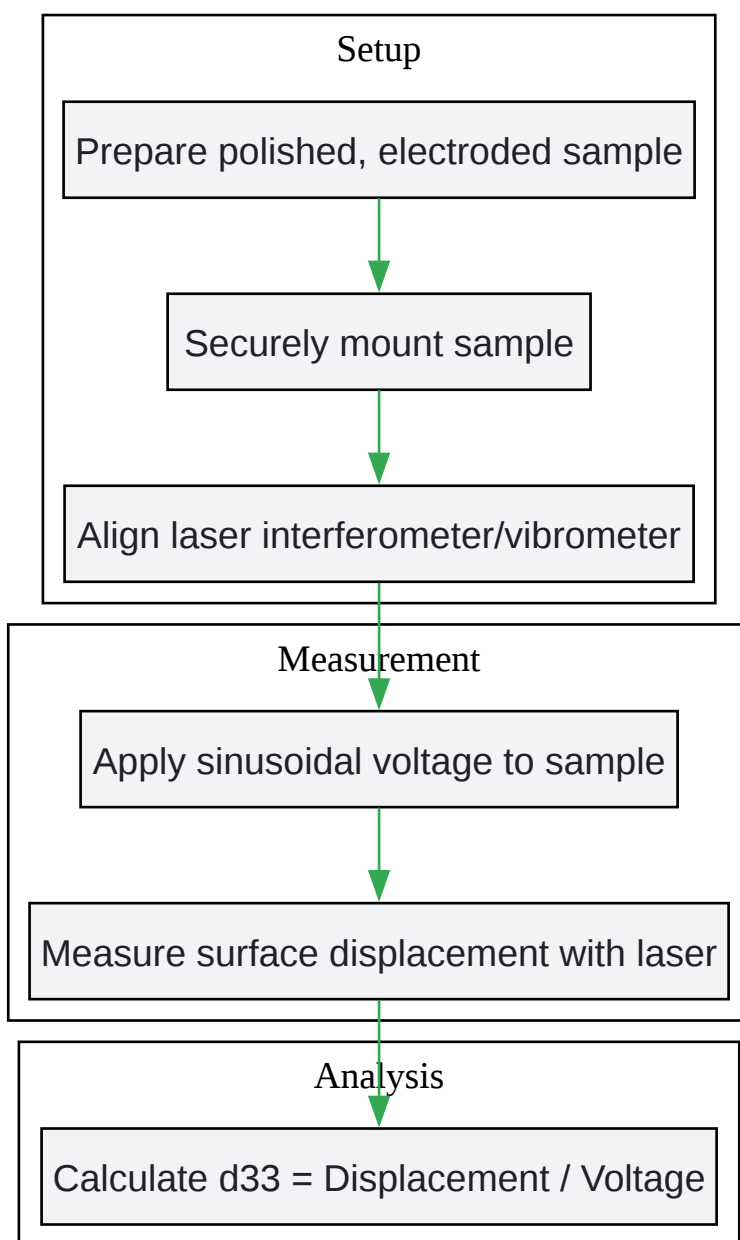 Setup
Prepare polished, electroded sample
Securely mount sample
Align laser interferometer/vibrometer
Measurement
Apply sinusoidal voltage to sample
Measure surface displacement with laser
Analysis
Calculate d33 = Displacement / Voltage